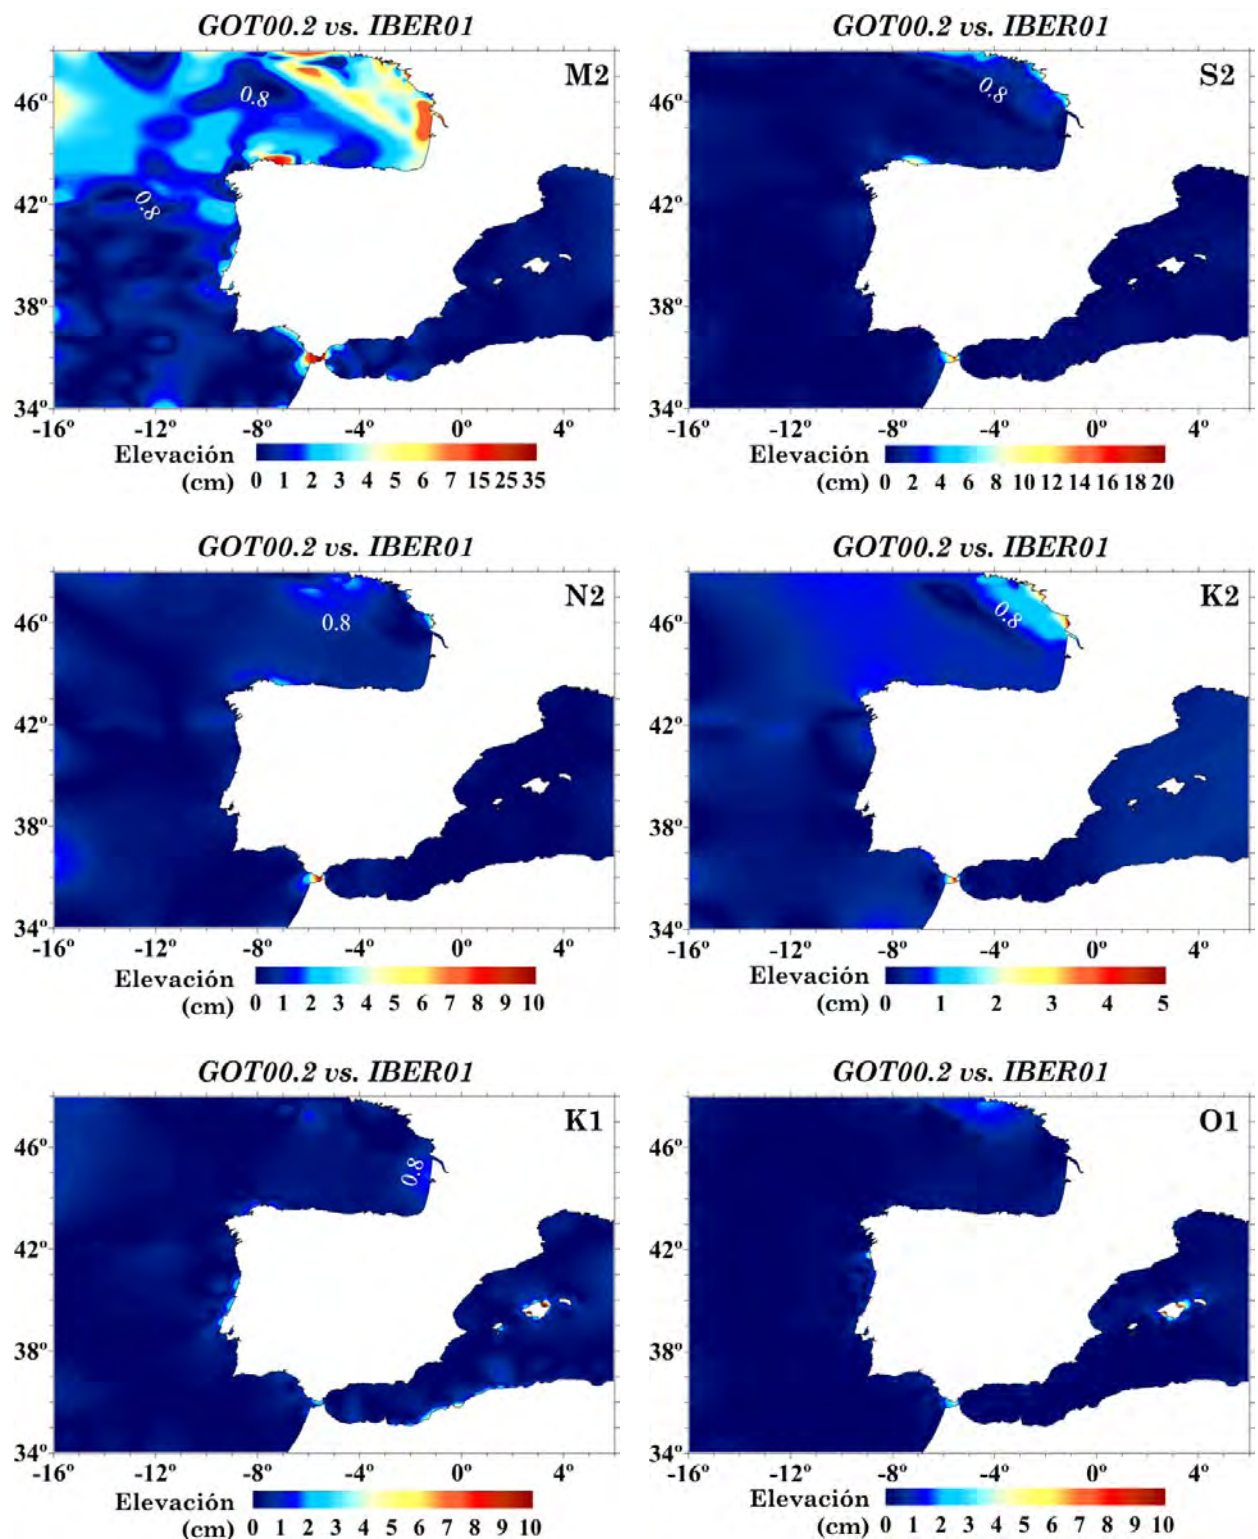 GOT00.2 vs. IBER01
M2
46º
0.8
42º
0.8
38º
34º
-16º -12º -8º -4º 0º 4º
Elevación
(cm) 0 1 2 3 4 5 6 7 15 25 35
GOT00.2 vs. IBER01
S2
46º
0.8
42º
38º
34º
-16º -12º -8º -4º 0º 4º
Elevación
(cm) 0 2 4 6 8 10 12 14 16 18 20
GOT00.2 vs. IBER01
N2
46º
0.8
42º
38º
34º
-16º -12º -8º -4º 0º 4º
Elevación
(cm) 0 1 2 3 4 5 6 7 8 9 10
GOT00.2 vs. IBER01
K2
46º
0.8
42º
38º
34º
-16º -12º -8º -4º 0º 4º
Elevación
(cm) 0 1 2 3 4 5
GOT00.2 vs. IBER01
K1
46º
0.8
42º
38º
34º
-16º -12º -8º -4º 0º 4º
Elevación
(cm) 0 1 2 3 4 5 6 7 8 9 10
GOT00.2 vs. IBER01
O1
46º
42º
38º
34º
-16º -12º -8º -4º 0º 4º
Elevación
(cm) 0 1 2 3 4 5 6 7 8 9 10